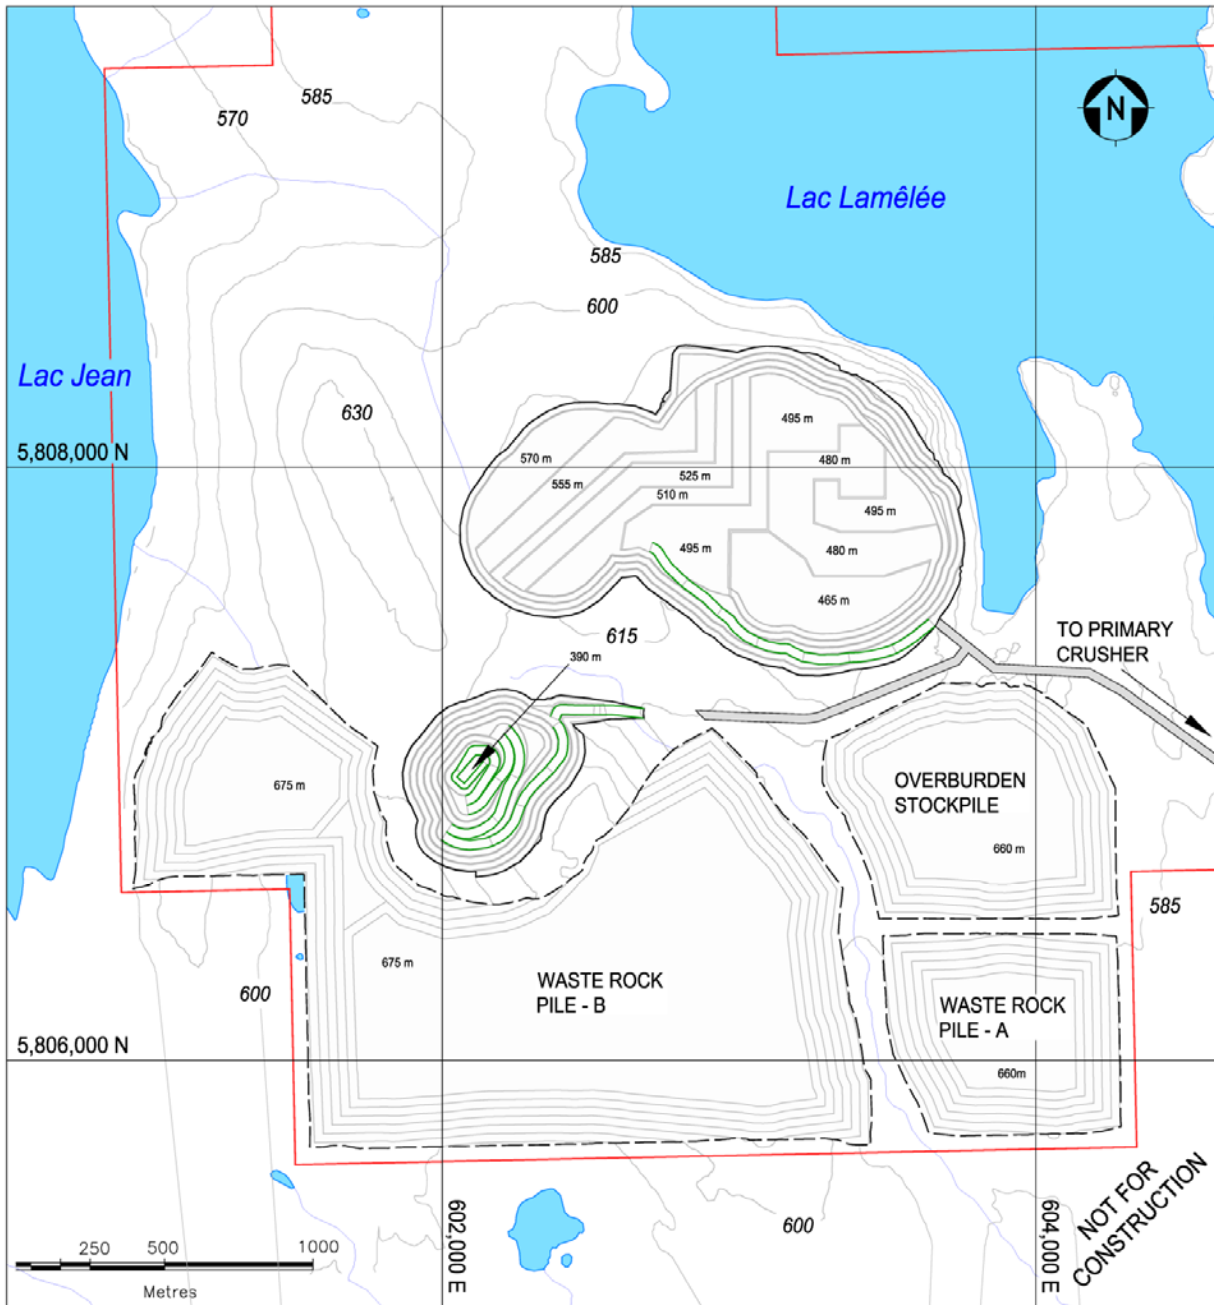 585
570
N
Lac Lamêlée
585
600
Lac Jean
630
495 m
5,808,000 N
570 m
480 m
525 m
555 m
510 m
495 m
495 m
480 m
465 m
615
390 m
TO PRIMARY
CRUSHER
675 m
OVERBURDEN
STOCKPILE
660 m
585
675 m
WASTE ROCK
PILE - B
600
WASTE ROCK
PILE - A
5,806,000 N
660m
602,000 E
600
604,000 E
NOT FOR
CONSTRUCTION
250 500 1000
Metres